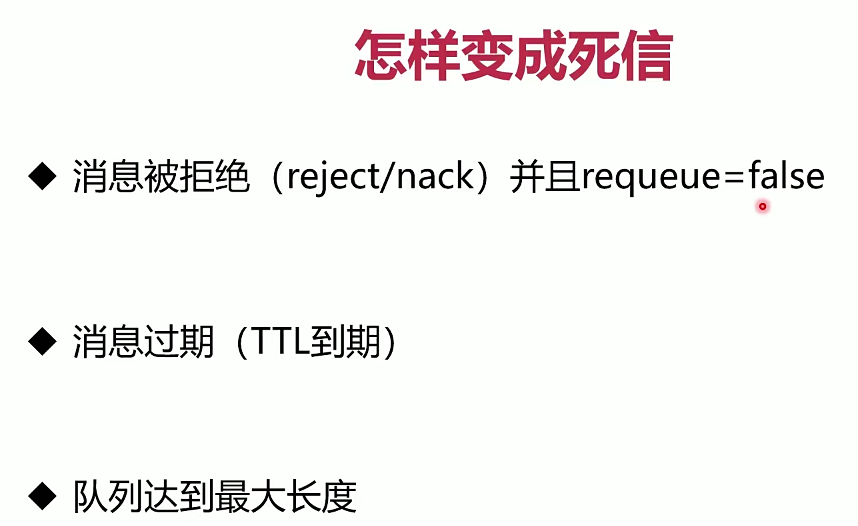 怎样变成死信
◆ 消息被拒绝（reject/nack）并且requeue=false
◆ 消息过期（TTL到期）
◆ 队列达到最大长度